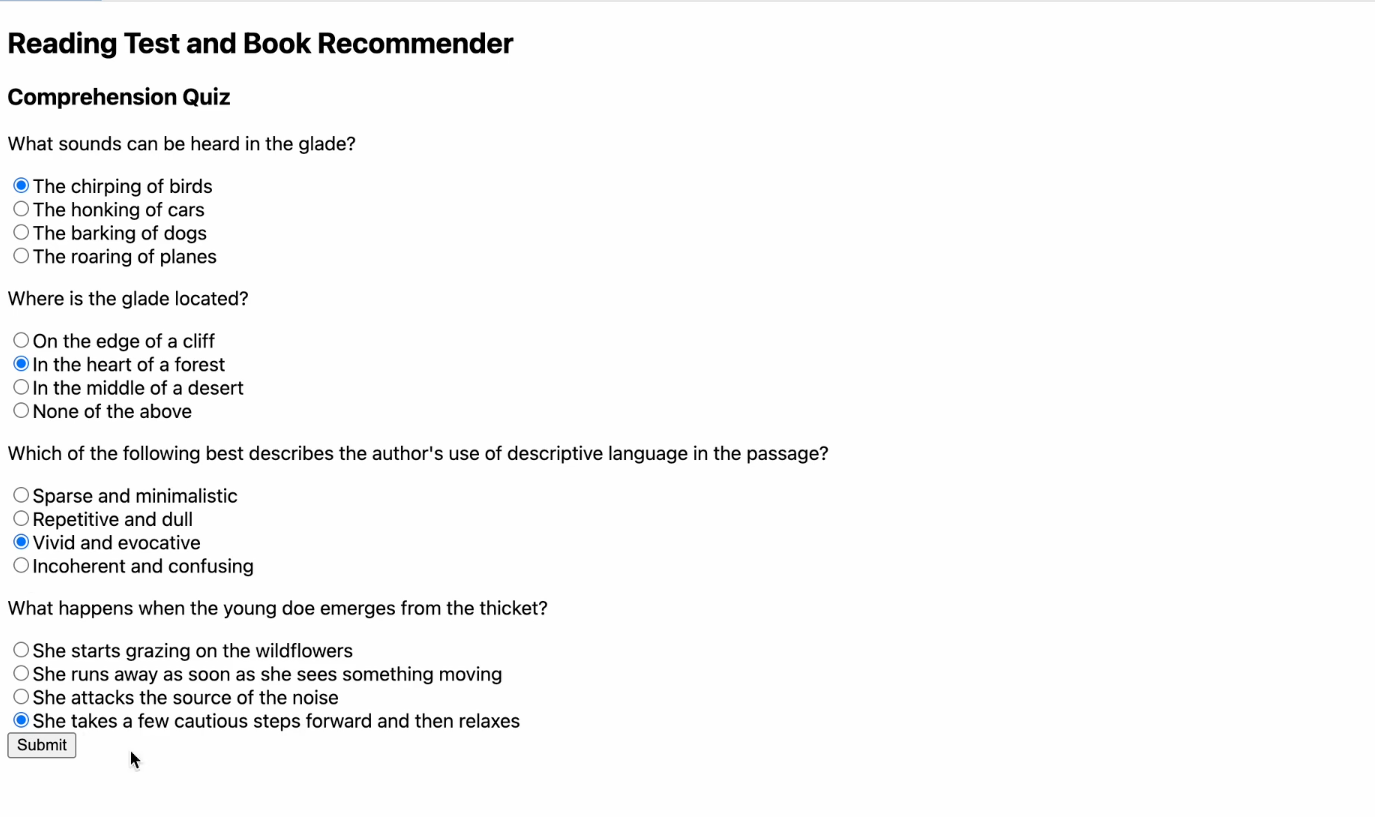 Reading Test and Book Recommender
Comprehension Quiz
What sounds can be heard in the glade?
The chirping of birds
The honking of cars
The barking of dogs
The roaring of planes
Where is the glade located?
On the edge of a cliff
In the heart of a forest
In the middle of a desert
None of the above
Which of the following best describes the author's use of descriptive language in the passage?
Sparse and minimalistic
Repetitive and dull
Vivid and evocative
Incoherent and confusing
What happens when the young doe emerges from the thicket?
She starts grazing on the wildflowers
She runs away as soon as she sees something moving
She attacks the source of the noise
She takes a few cautious steps forward and then relaxes
Submit